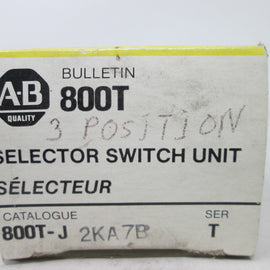 BULLETIN
A-B
QUALITY
800T
3 POSITION
SELECTOR SWITCH UNIT
SÉLECTEUR
CATALOGUE SER
800T-J 2KA7B T